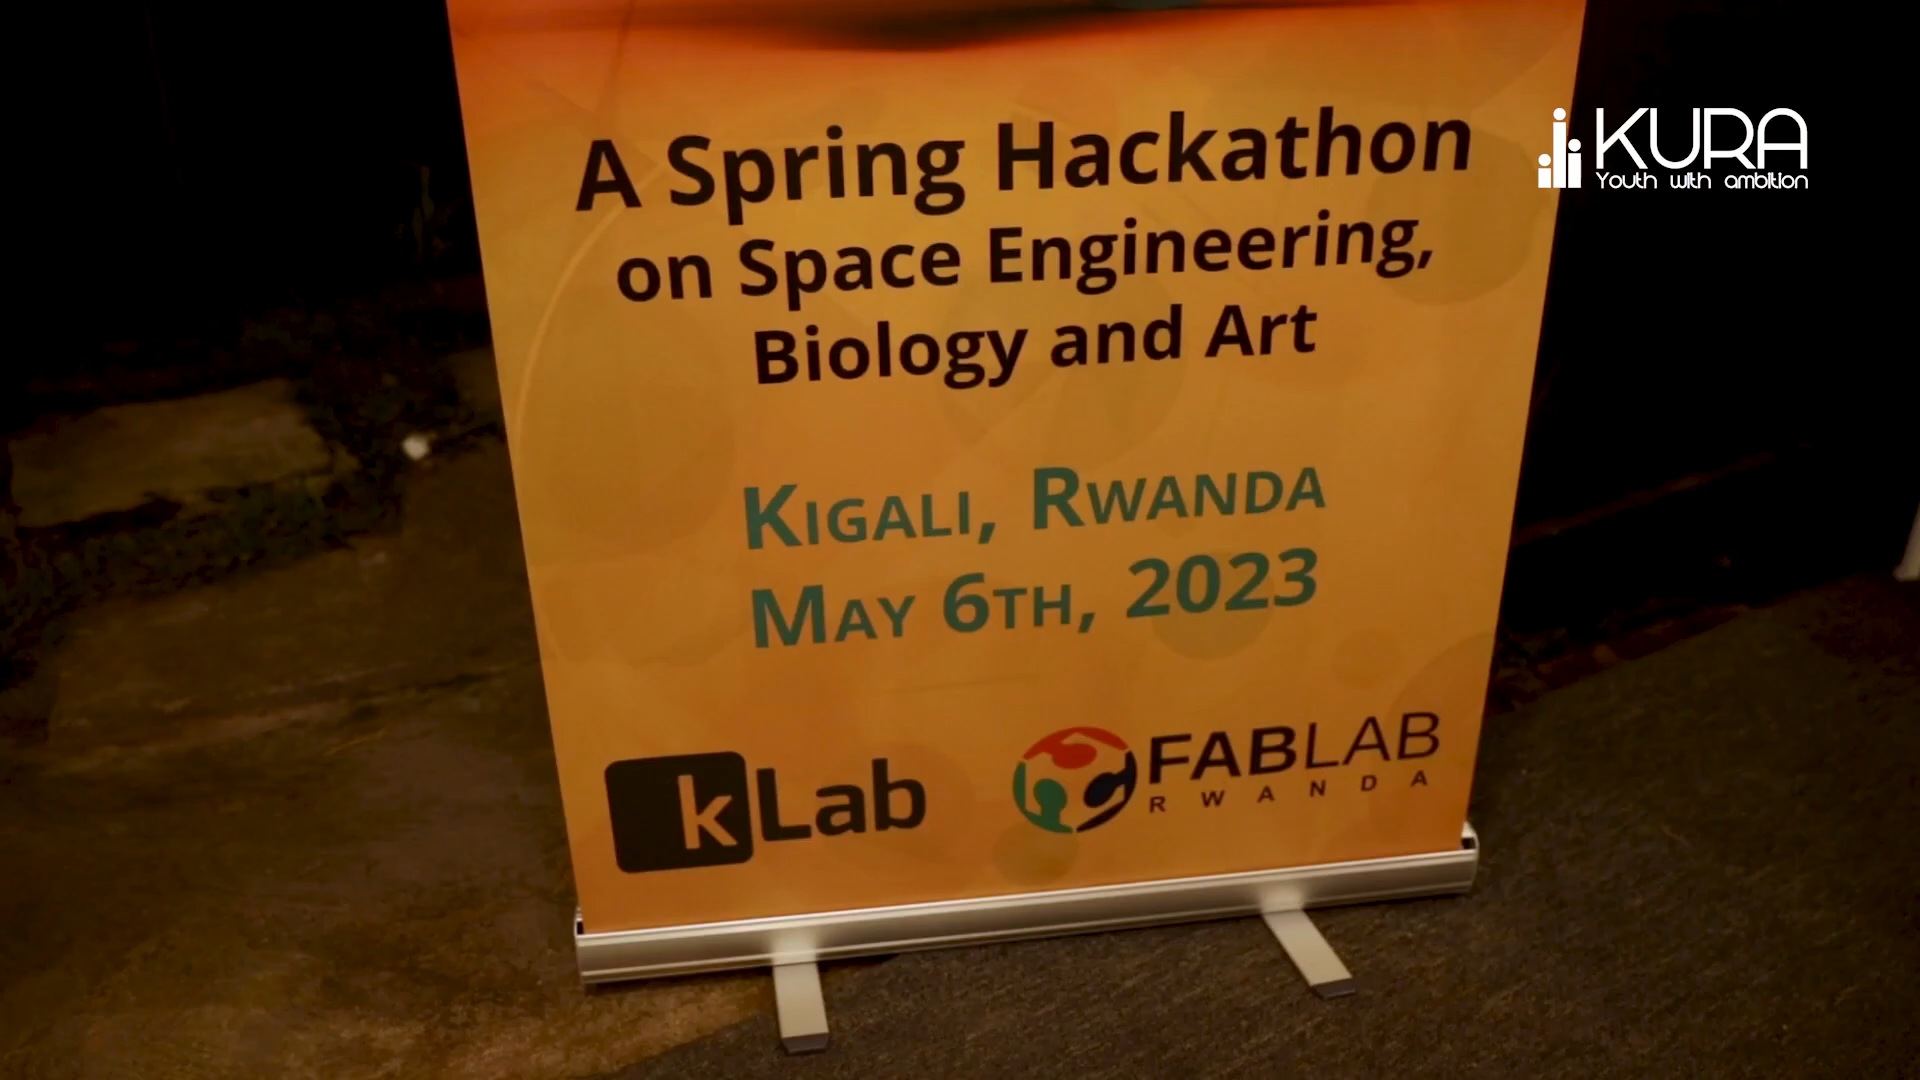 A Spring Hackathon
on Space Engineering,
Biology and Art
KIGALI, RWANDA
MAY 6TH, 2023
kLab
FABLAB
RWANDA
KURA
Youth with ambition